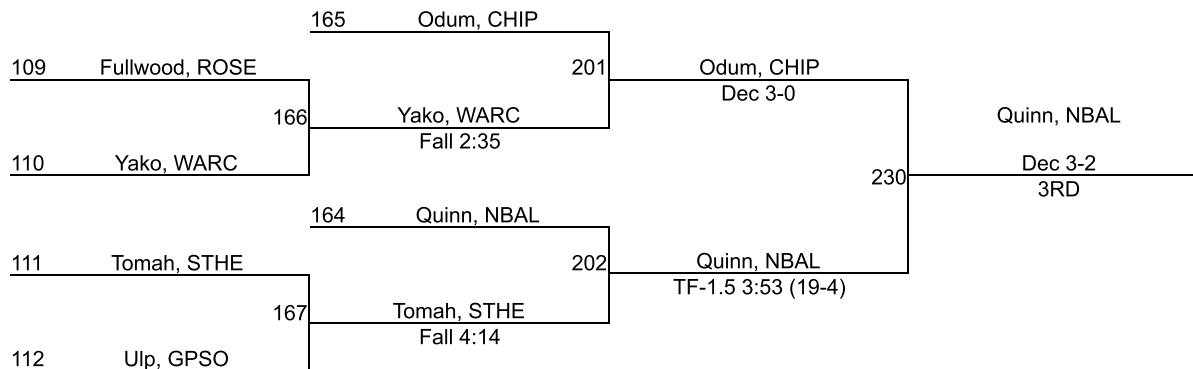 165 Odum, CHIP
109 Fullwood, ROSE
201 Odum, CHIP
Dec 3-0
166 Yako, WARC
Fall 2:35
Quinn, NBAL
110 Yako, WARC
230 Dec 3-2
3RD
164 Quinn, NBAL
111 Tomah, STHE
202 Quinn, NBAL
TF-1.5 3:53 (19-4)
167 Tomah, STHE
Fall 4:14
112 Ulp, GPSO